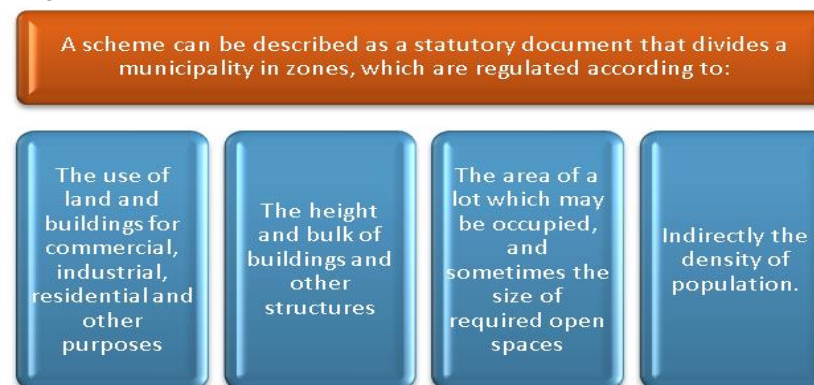 A scheme can be described as a statutory document that divides a
municipality in zones, which are regulated according to:
The use of
land and
buildings for
commercial,
industrial,
residential and
other
purposes
The height
and bulk of
buildings and
other
structures
The area of a
lot which may
be occupied,
and
sometimes the
size of
required open
spaces
Indirectly the
density of
population.